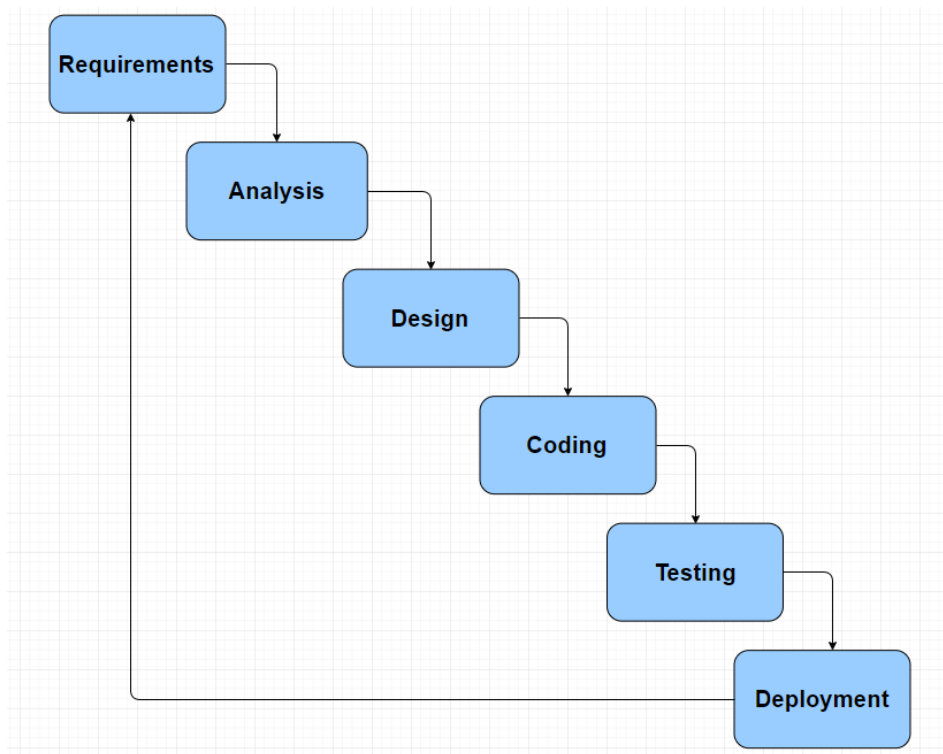 Requirements
Analysis
Design
Coding
Testing
Deployment